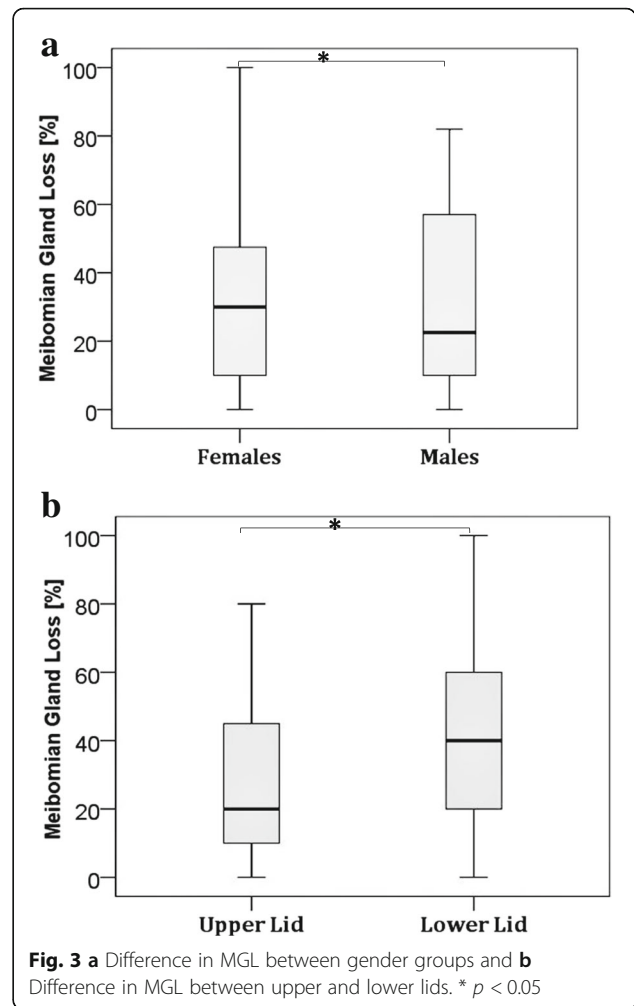 a
*
100
80
60
40
20
0
Meibomian Gland Loss [%]
Females Males
b
*
100
80
60
40
20
0
Meibomian Gland Loss [%]
Upper Lid Lower Lid
Fig. 3 a Difference in MGL between gender groups and b
Difference in MGL between upper and lower lids. * p < 0.05